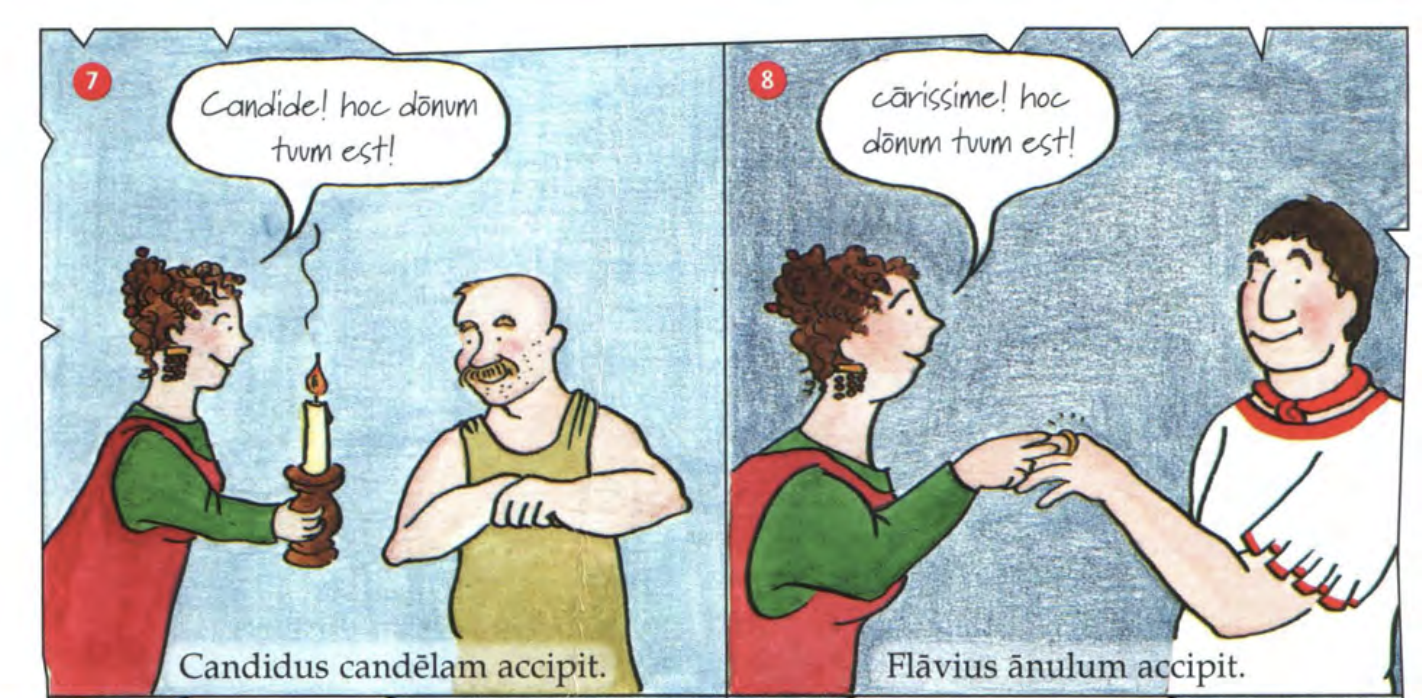 7
Candide! hoc dōnum
tuum est!
Candidus candēlam accipit.
8
cārissime! hoc
dōnum tuum est!
Flāvius ānulum accipit.